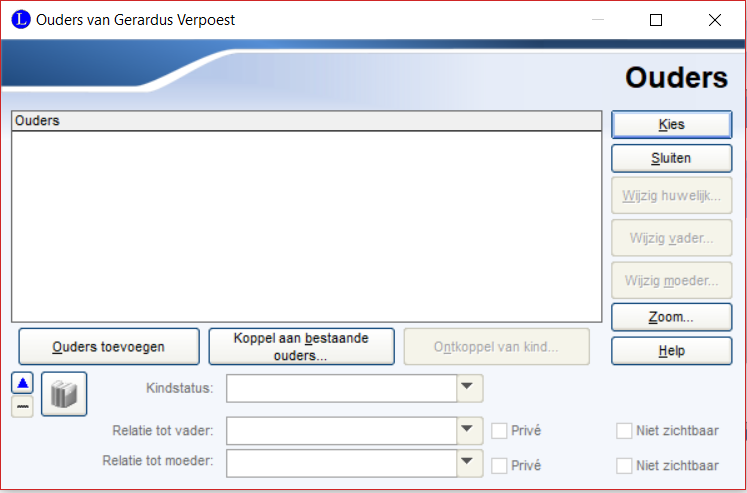 L Ouders van Gerardus Verpoest
Ouders
Ouders
Kies
Sluiten
Wijzig huwelijk...
Wijzig vader...
Wijzig moeder...
Zoom...
Help
Ouders toevoegen
Koppel aan bestaande
ouders...
Ontkoppel van kind...
Kindstatus:
Relatie tot vader:
Privé
Niet zichtbaar
Relatie tot moeder:
Privé
Niet zichtbaar